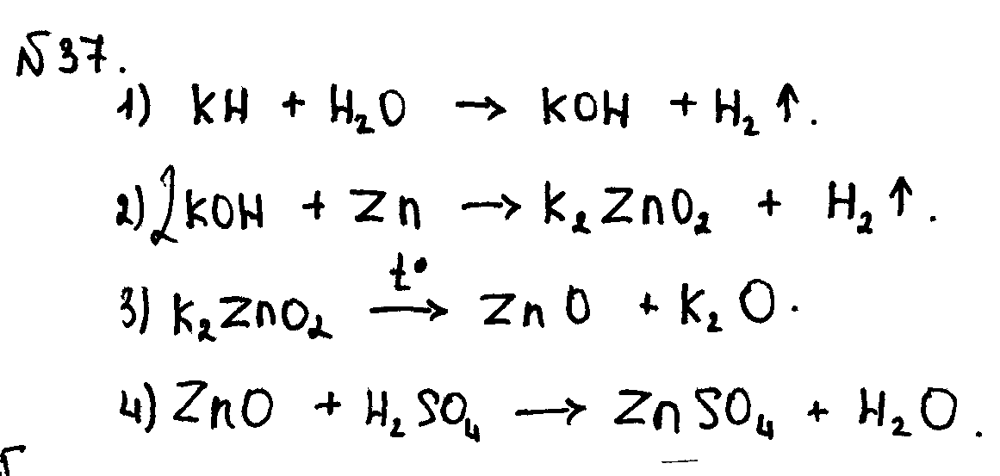 №37.
1) KH + H₂O → KOH + H₂↑.
2) 2KOH + Zn → K₂ZnO₂ + H₂↑.
t°
3) K₂ZnO₂ → ZnO + K₂O.
4) ZnO + H₂SO₄ → ZnSO₄ + H₂O.